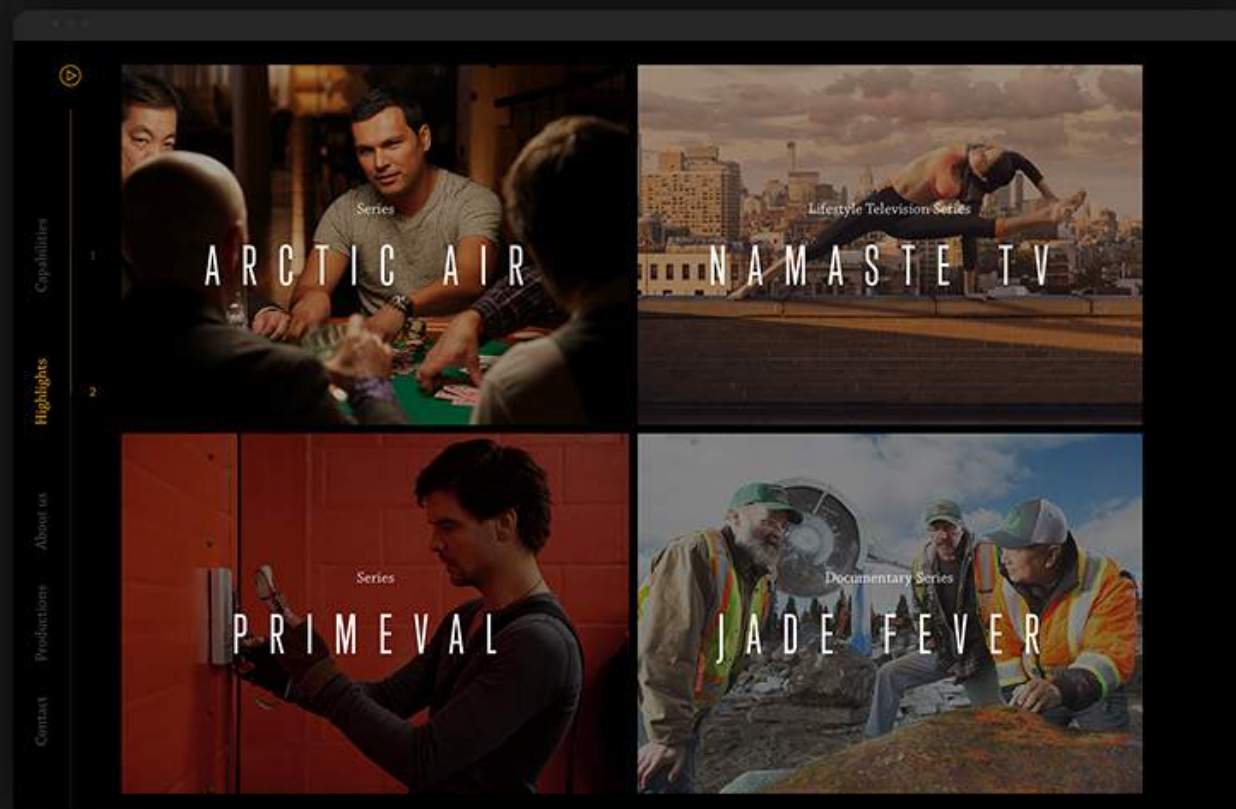 Capabilities
1
Highlights
2
About us
Productions
Contact
Series
ARCTIC AIR
Lifestyle Television Series
NAMASTE TV
Series
PRIMEVAL
Documentary Series
JADE FEVER